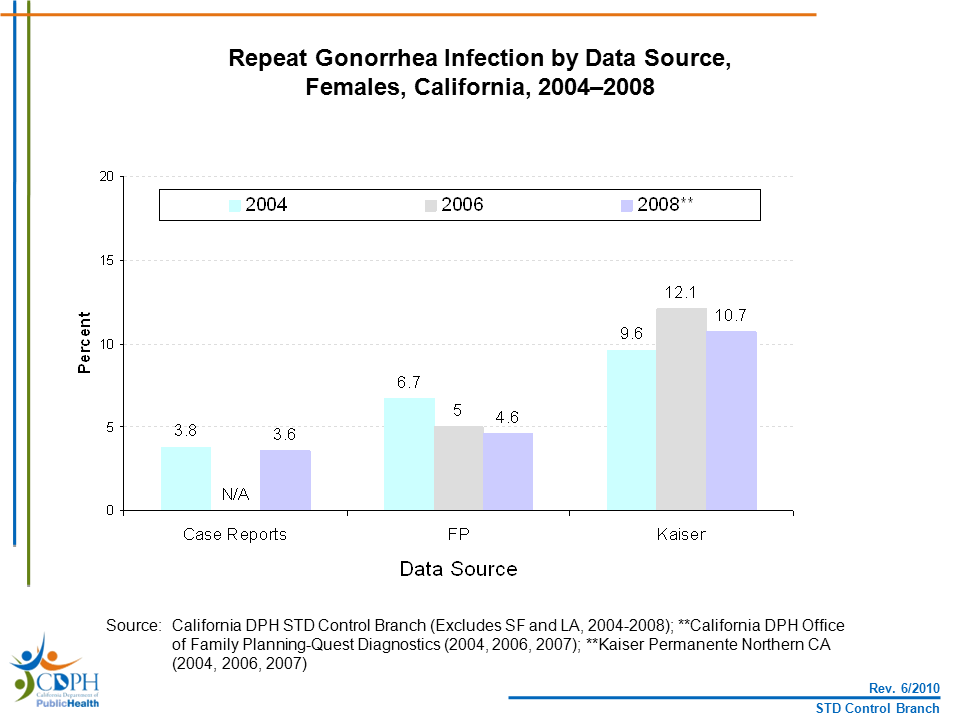 Repeat Gonorrhea Infection by Data Source,
Females, California, 2004–2008
20
2004 2006 2008**
15
12.1
10.7
Percent
10
9.6
6.7
5
4.6
5
3.8
3.6
N/A
0
Case Reports FP Kaiser
Data Source
Source: California DPH STD Control Branch (Excludes SF and LA, 2004-2008); **California DPH Office
of Family Planning-Quest Diagnostics (2004, 2006, 2007); **Kaiser Permanente Northern CA
(2004, 2006, 2007)
CDPH
California Department of
PublicHealth
Rev. 6/2010
STD Control Branch